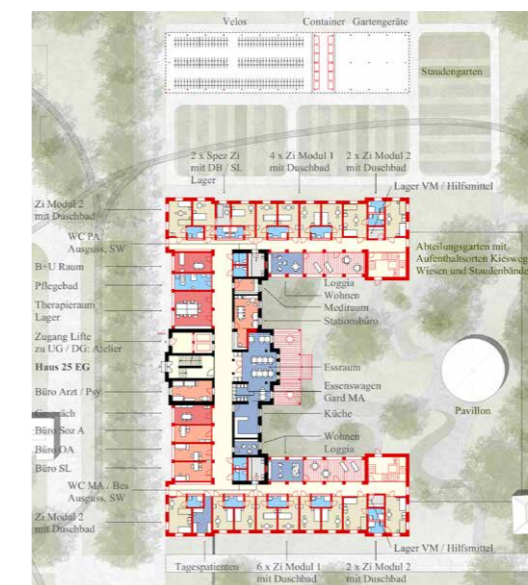 Velos
Container
Gartengeräte
Staudengarten
2 x Spez Zi
mit DB / SL
Lager
4 x Zi Modul 1
mit Duschbad
2 x Zi Modul 2
mit Duschbad
Lager VM / Hilfsmittel
Zi Modul 2
mit Duschbad
WC PA
Ausguss, SW
B+U Raum
Pflegebad
Therapieraum
Lager
Zugang Lifte
zu UG / DG: Atelier
Haus 25 EG
Büro Arzt / Psy
Gespräch
Büro Soz A
Büro OA
Büro SL
WC MA / Bes
Ausguss, SW
Zi Modul 2
mit Duschbad
Abteilungsgarten mit
Aufenthaltsorten Kiesweg
Wiesen und Staudenbände
Loggia
Wohnen
Mediraum
Stationsbüro
Essraum
Essenswagen
Gard MA
Küche
Pavillon
Wohnen
Loggia
Lager VM / Hilfsmittel
Tagespatienten
6 x Zi Modul 1
mit Duschbad
2 x Zi Modul 2
mit Duschbad